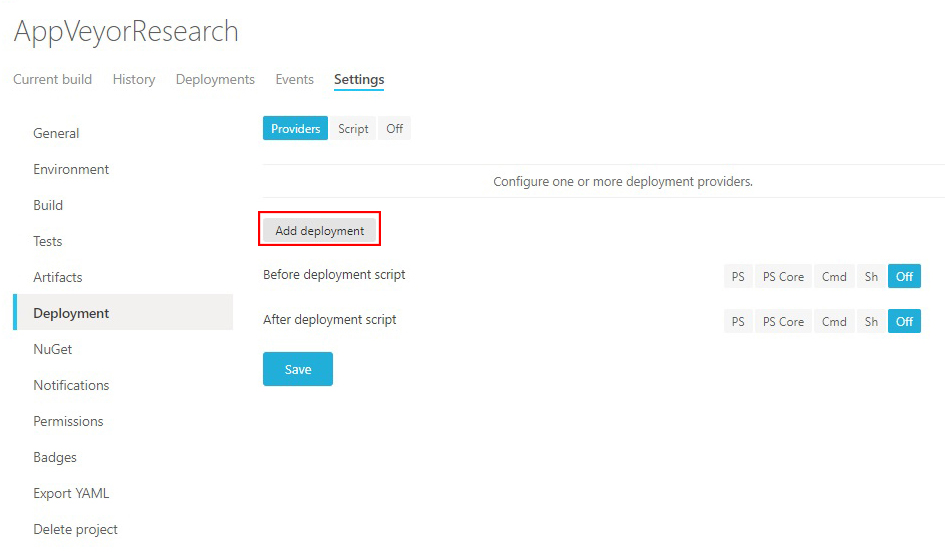 AppVeyorResearch
Current build History Deployments Events Settings
General
Environment
Build
Tests
Artifacts
Deployment
NuGet
Notifications
Permissions
Badges
Export YAML
Delete project
Providers Script Off
Configure one or more deployment providers.
Add deployment
Before deployment script PS PS Core Cmd Sh Off
After deployment script PS PS Core Cmd Sh Off
Save